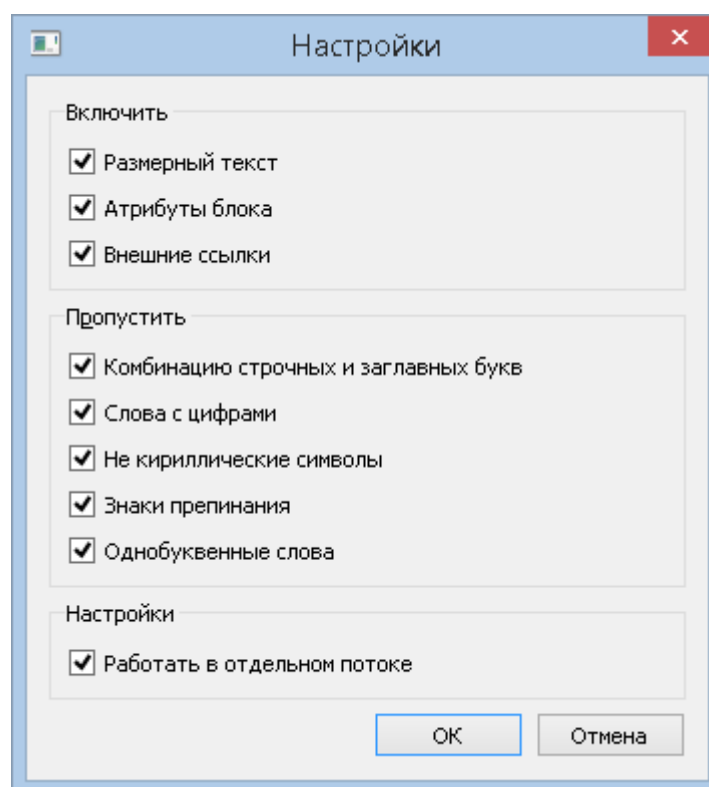 Настройки
Включить
Размерный текст
Атрибуты блока
Внешние ссылки
Пропустить
Комбинацию строчных и заглавных букв
Слова с цифрами
Не кириллические символы
Знаки препинания
Однобуквенные слова
Настройки
Работать в отдельном потоке
ОК
Отмена